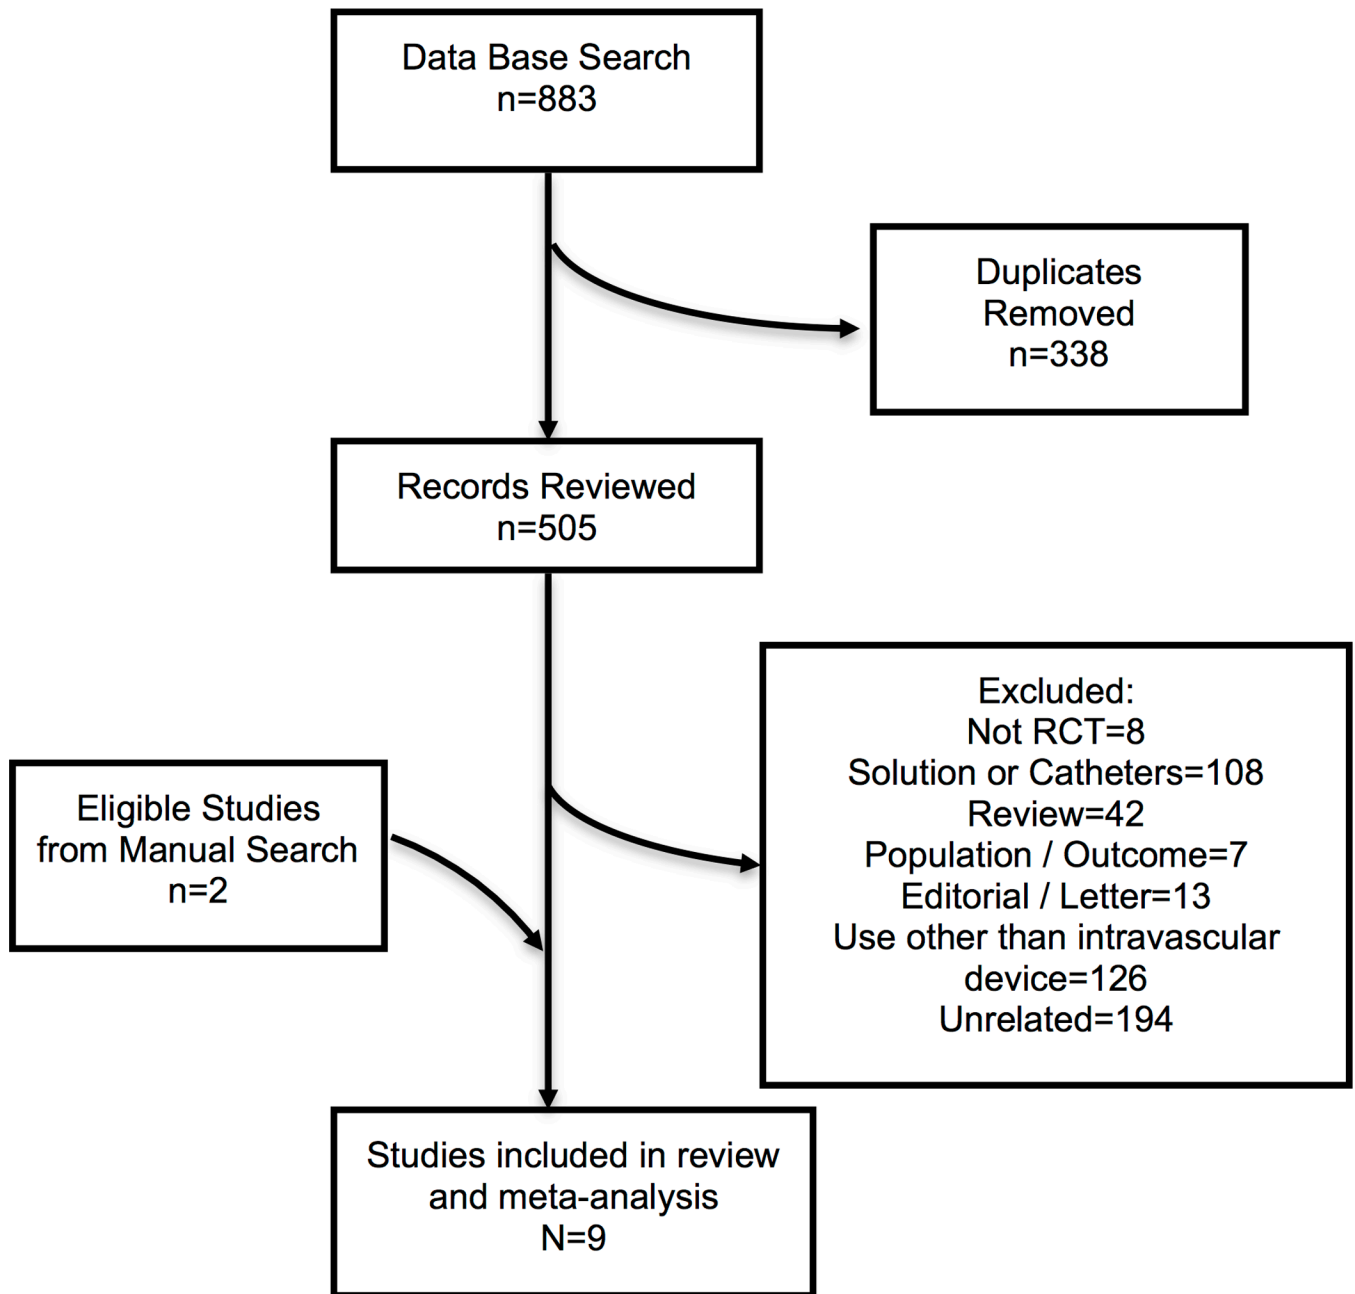 Data Base Search
n=883
Duplicates
Removed
n=338
Records Reviewed
n=505
Excluded:
Not RCT=8
Solution or Catheters=108
Review=42
Population / Outcome=7
Editorial / Letter=13
Use other than intravascular
device=126
Unrelated=194
Eligible Studies
from Manual Search
n=2
Studies included in review
and meta-analysis
N=9